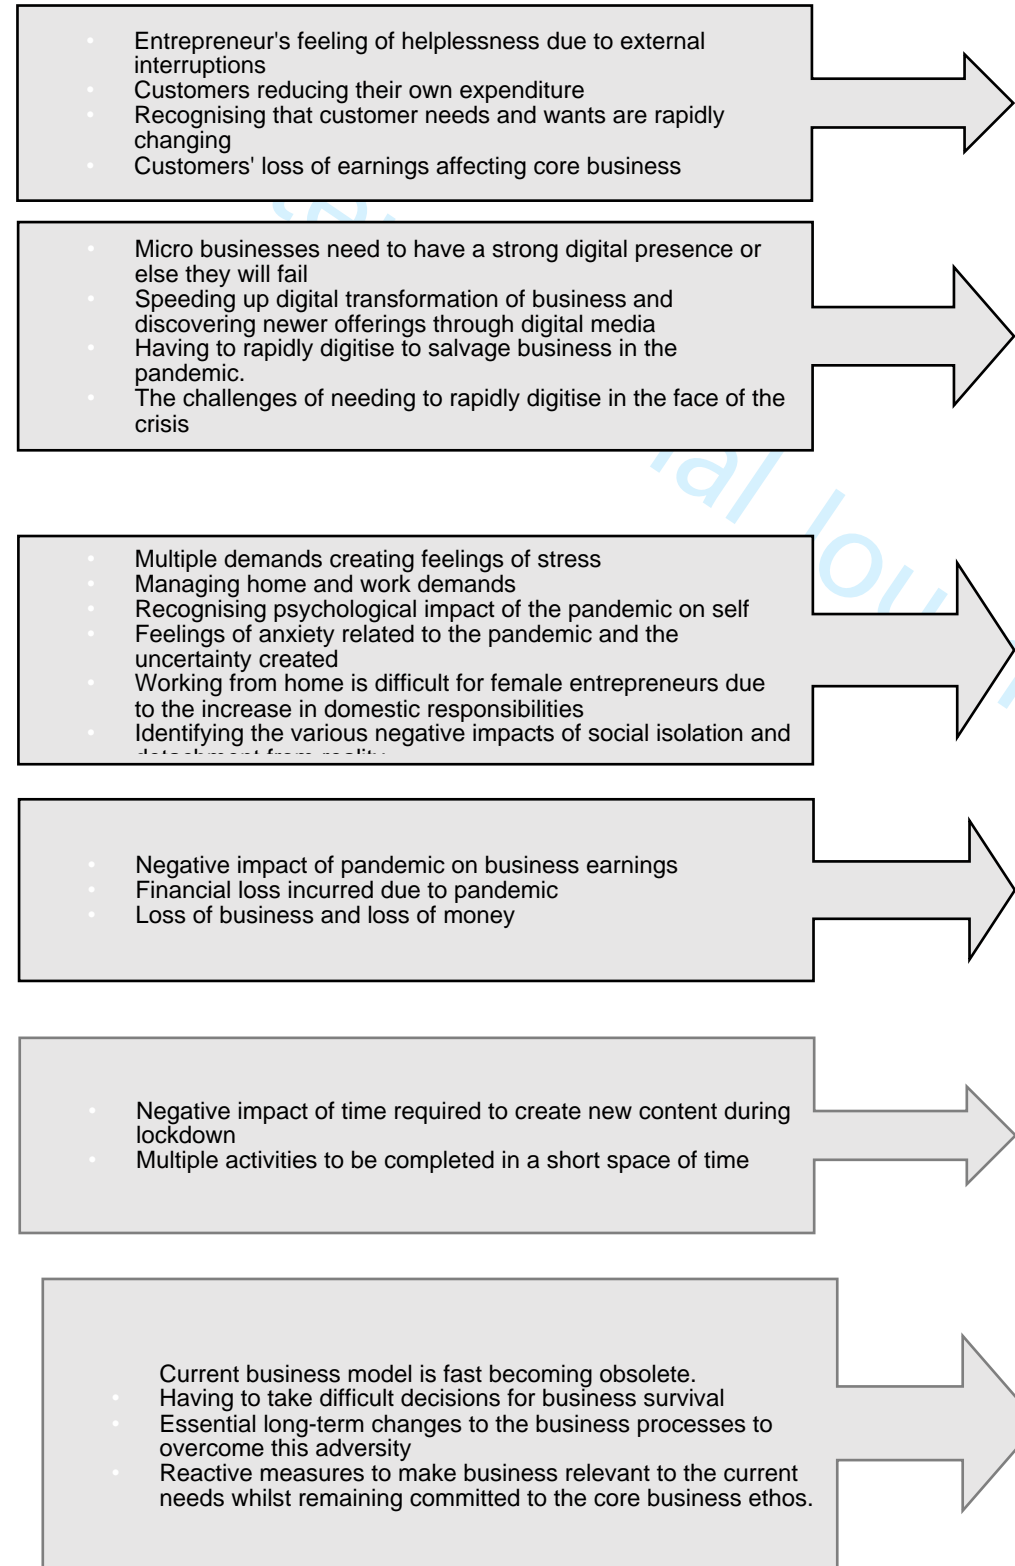 • Entrepreneur's feeling of helplessness due to external
interruptions
• Customers reducing their own expenditure
• Recognising that customer needs and wants are rapidly
changing
• Customers' loss of earnings affecting core business
• Micro businesses need to have a strong digital presence or
else they will fail
• Speeding up digital transformation of business and
discovering newer offerings through digital media
• Having to rapidly digitise to salvage business in the
pandemic.
• The challenges of needing to rapidly digitise in the face of the
crisis
• Multiple demands creating feelings of stress
• Managing home and work demands
• Recognising psychological impact of the pandemic on self
• Feelings of anxiety related to the pandemic and the
uncertainty created
• Working from home is difficult for female entrepreneurs due
to the increase in domestic responsibilities
• Identifying the various negative impacts of social isolation and
detachment from reality
• Negative impact of pandemic on business earnings
• Financial loss incurred due to pandemic
• Loss of business and loss of money
• Negative impact of time required to create new content during
lockdown
• Multiple activities to be completed in a short space of time
Current business model is fast becoming obsolete.
• Having to take difficult decisions for business survival
• Essential long-term changes to the business processes to
overcome this adversity
• Reactive measures to make business relevant to the current
needs whilst remaining committed to the core business ethos.